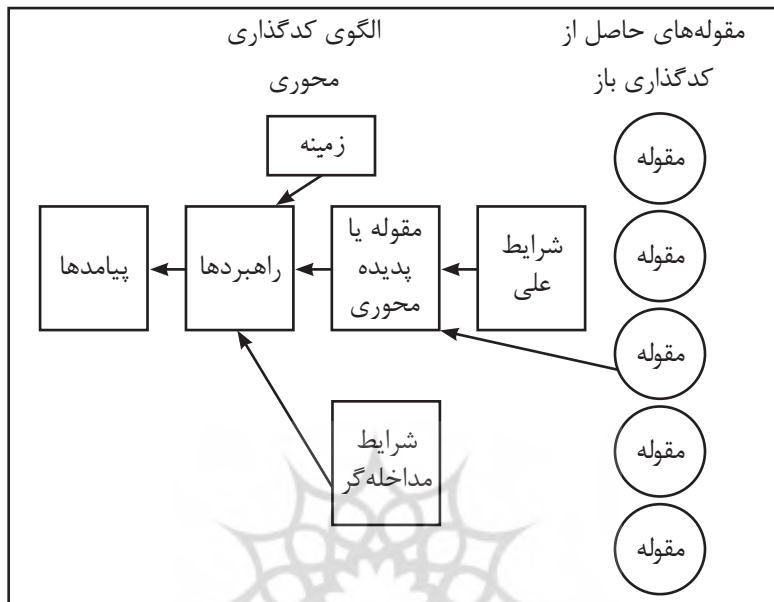 مقوله‌های حاصل از
کدگذاری باز
الگوی کدگذاری
محوری
مقوله
مقوله
مقوله
مقوله
مقوله
زمینه
شرایط
علی
مقوله یا
پدیده
محوری
راهبردها
پیامدها
شرایط
مداخله‌گر